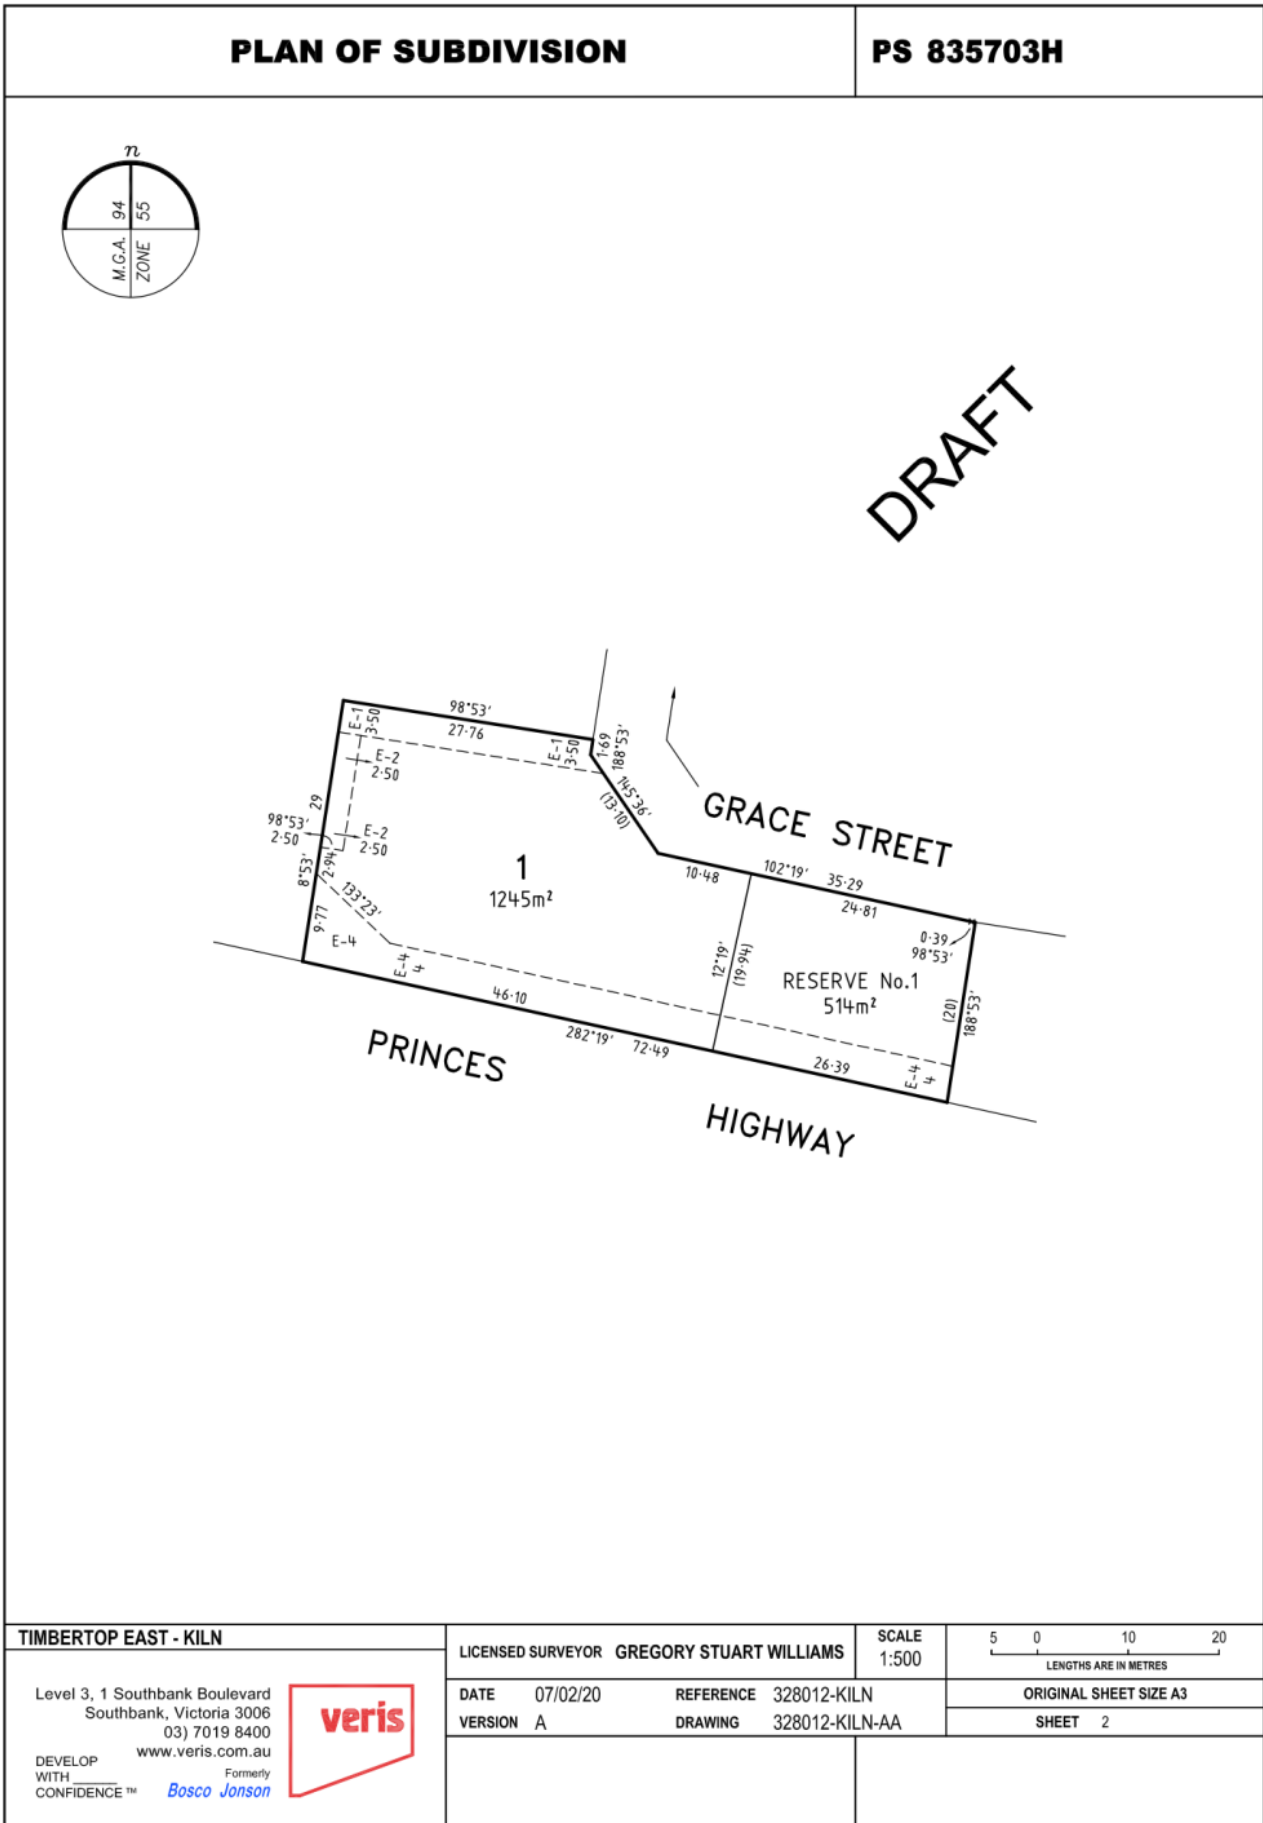 PLAN OF SUBDIVISION
PS 835703H
n
M.G.A. 94
ZONE 55
DRAFT
98°53'
27·76
E-1
3·50
E-1
3·50
1·69
188°53'
E-2
2·50
145°36'
(13·10)
29
98°53'
2·50
E-2
2·50
2·94
8°53'
133°23'
9·77
E-4
E-4
4
1
1245m²
GRACE STREET
10·48
102°19' 35·29
24·81
0·39
98°53'
12°19'
(19·94)
RESERVE No.1
514m²
(20)
188°53'
46·10
282°19' 72·49
26·39
E-4
4
PRINCES
HIGHWAY
TIMBERTOP EAST - KILN
Level 3, 1 Southbank Boulevard
Southbank, Victoria 3006
03) 7019 8400
www.veris.com.au
DEVELOP
WITH ______
CONFIDENCE ™
Formerly
Bosco Jonson
veris
LICENSED SURVEYOR GREGORY STUART WILLIAMS
SCALE
1:500
5 0 10 20
LENGTHS ARE IN METRES
DATE 07/02/20
REFERENCE 328012-KILN
VERSION A
DRAWING 328012-KILN-AA
ORIGINAL SHEET SIZE A3
SHEET 2